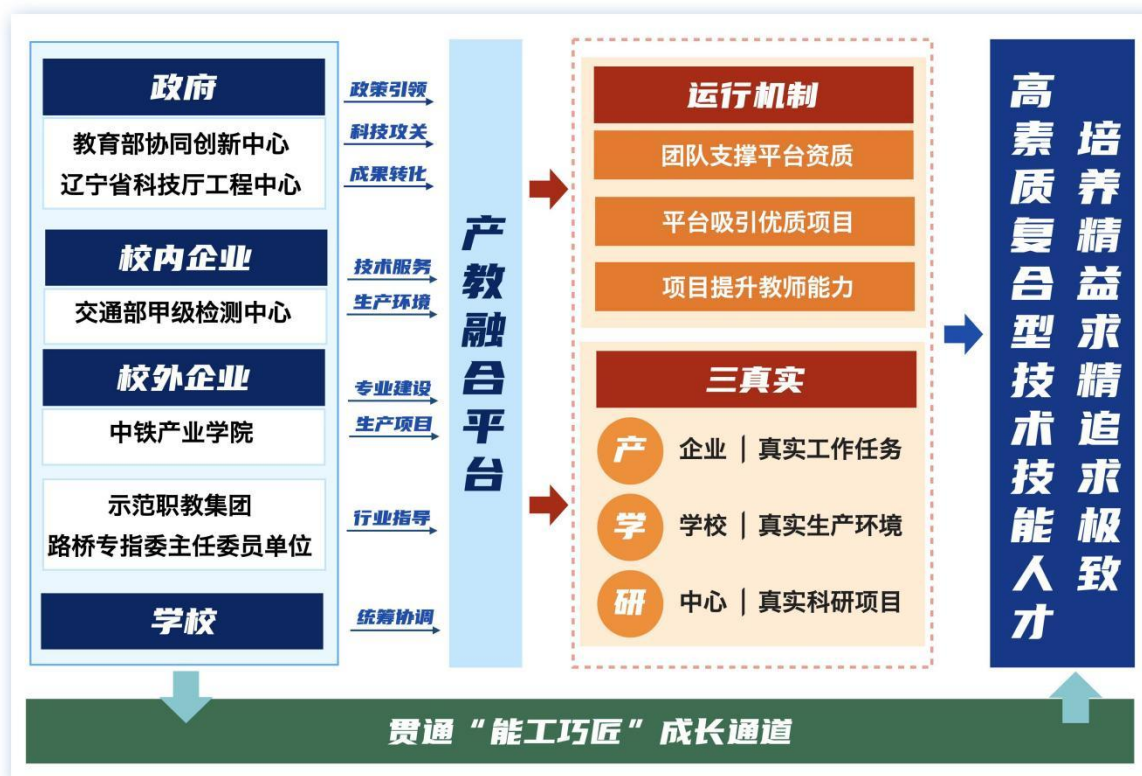 政府
教育部协同创新中心
辽宁省科技厅工程中心
校内企业
交通部甲级检测中心
校外企业
中铁产业学院
示范职教集团
路桥专指委主任委员单位
学校
政策引领
科技攻关
成果转化
技术服务
生产环境
专业建设
生产项目
行业指导
统筹协调
产教融合平台
运行机制
团队支撑平台资质
平台吸引优质项目
项目提升教师能力
三真实
产 企业 | 真实工作任务
学 学校 | 真实生产环境
研 中心 | 真实科研项目
培养精益求精追求极致
高素质复合型技术技能人才
贯通“能工巧匠”成长通道